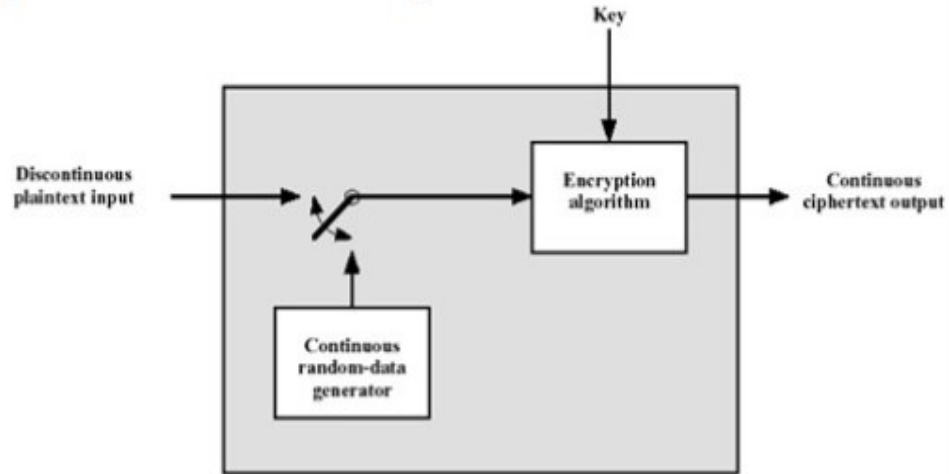 Key
Discontinuous
plaintext input
Encryption
algorithm
Continuous
ciphertext output
Continuous
random-data
generator